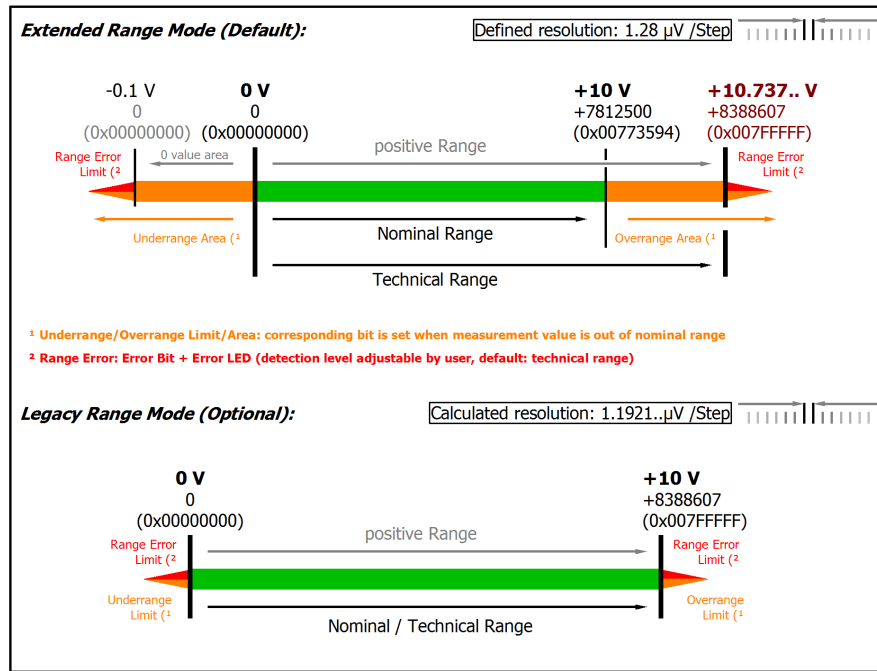 Extended Range Mode (Default):
Defined resolution: 1.28 µV /Step
-0.1 V
0
(0x00000000)
0 V
0
(0x00000000)
+10 V
+7812500
(0x00773594)
+10.737.. V
+8388607
(0x007FFFFF)
Range Error
Limit (²
0 value area
positive Range
Range Error
Limit (²
Underrange Area (¹
Nominal Range
Overrange Area (¹
Technical Range
¹ Underrange/Overrange Limit/Area: corresponding bit is set when measurement value is out of nominal range
² Range Error: Error Bit + Error LED (detection level adjustable by user, default: technical range)
Legacy Range Mode (Optional):
Calculated resolution: 1.1921..µV /Step
0 V
0
(0x00000000)
+10 V
+8388607
(0x007FFFFF)
Range Error
Limit (²
positive Range
Range Error
Limit (²
Underrange
Limit (¹
Overrange
Limit (¹
Nominal / Technical Range